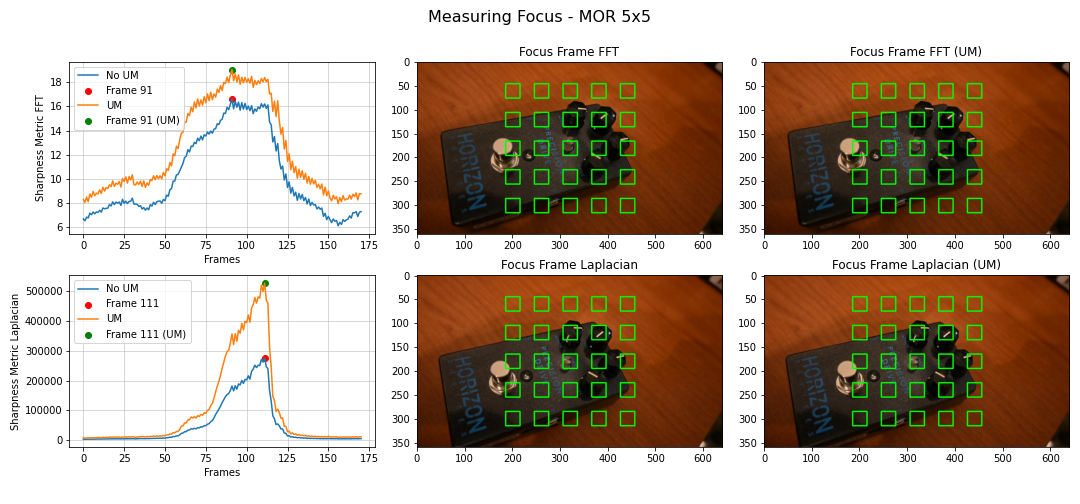 Measuring Focus - MOR 5x5
Sharpness Metric FFT
18
16
14
12
10
8
6
No UM
Frame 91
UM
Frame 91 (UM)
0 25 50 75 100 125 150 175
Frames
Focus Frame FFT
0
50
100
150
200
250
300
350
HORIZON
0 100 200 300 400 500 600
Focus Frame FFT (UM)
0
50
100
150
200
250
300
350
HORIZON
0 100 200 300 400 500 600
Sharpness Metric Laplacian
500000
400000
300000
200000
100000
0
No UM
Frame 111
UM
Frame 111 (UM)
0 25 50 75 100 125 150 175
Frames
Focus Frame Laplacian
0
50
100
150
200
250
300
350
HORIZON
0 100 200 300 400 500 600
Focus Frame Laplacian (UM)
0
50
100
150
200
250
300
350
HORIZON
0 100 200 300 400 500 600